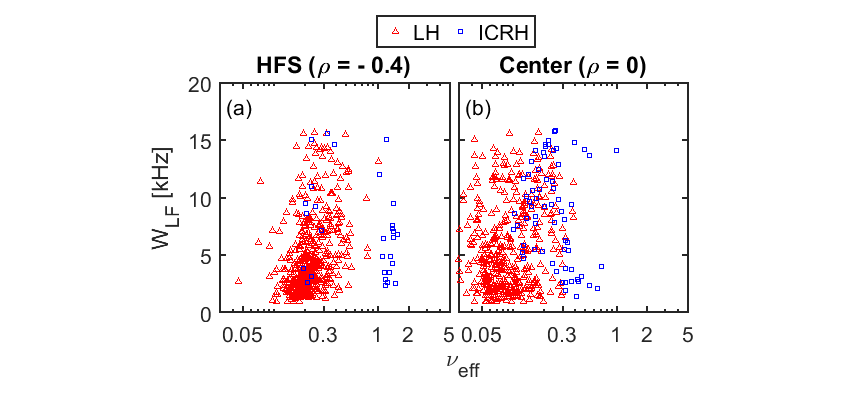 LH ICRH
HFS (ρ = - 0.4) Center (ρ = 0)
(a) (b)
20
15
10
5
0
W_LF [kHz]
0.05 0.3 1 5 0.05 0.3 1 2 5
ν_eff